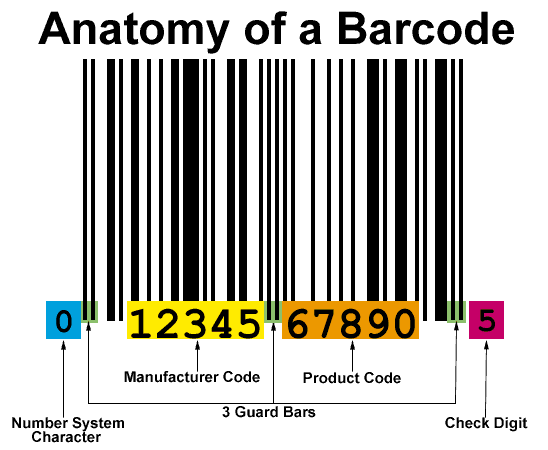 Anatomy of a Barcode
0 12345 67890 5
Manufacturer Code Product Code
3 Guard Bars
Number System Character
Check Digit